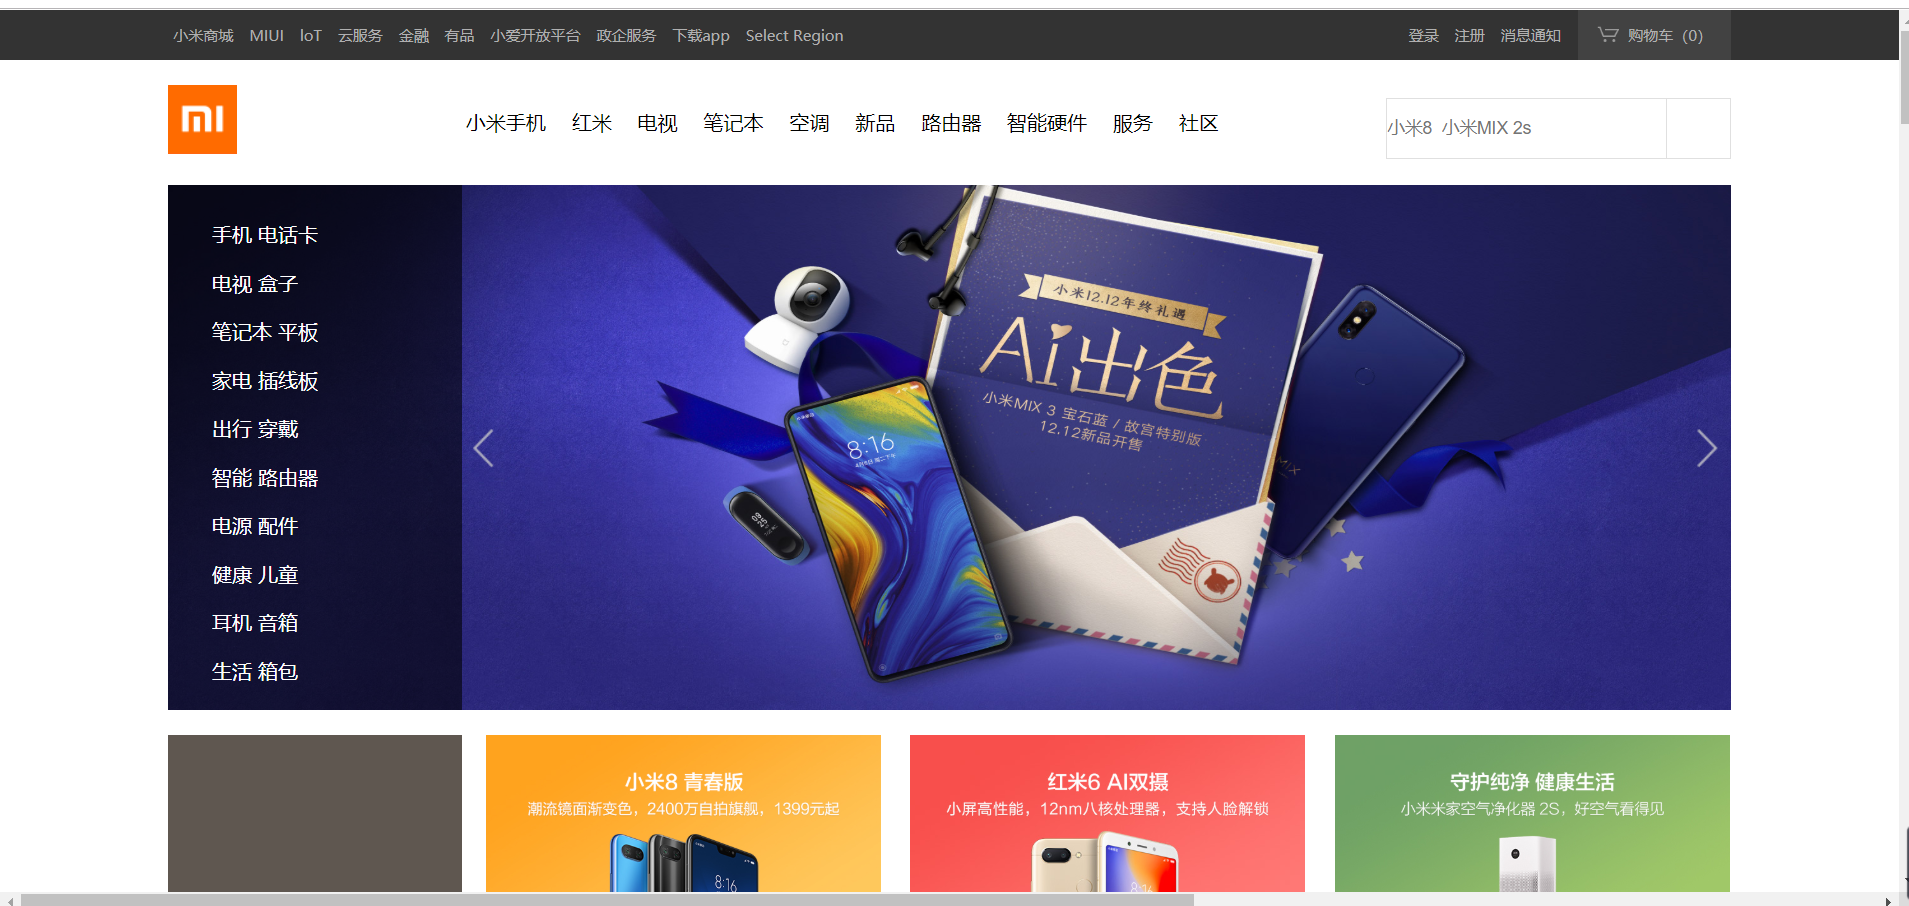 小米商城 MIUI IoT 云服务 金融 有品 小爱开放平台 政企服务 下载app Select Region 登录 注册 消息通知 购物车 (0)
mi
小米手机 红米 电视 笔记本 空调 新品 路由器 智能硬件 服务 社区
小米8 小米MIX 2s
手机 电话卡
电视 盒子
笔记本 平板
家电 插线板
出行 穿戴
智能 路由器
电源 配件
健康 儿童
耳机 音箱
生活 箱包
小米12.12年终礼遇
Ai出色
小米MIX 3 宝石蓝 / 故宫特别版
12.12新品开售
8:16
MIX
小米8 青春版
潮流镜面渐变色，2400万自拍旗舰，1399元起
8:16
红米6 AI双摄
小屏高性能，12nm八核处理器，支持人脸解锁
8:16
守护纯净 健康生活
小米米家空气净化器 2S，好空气看得见